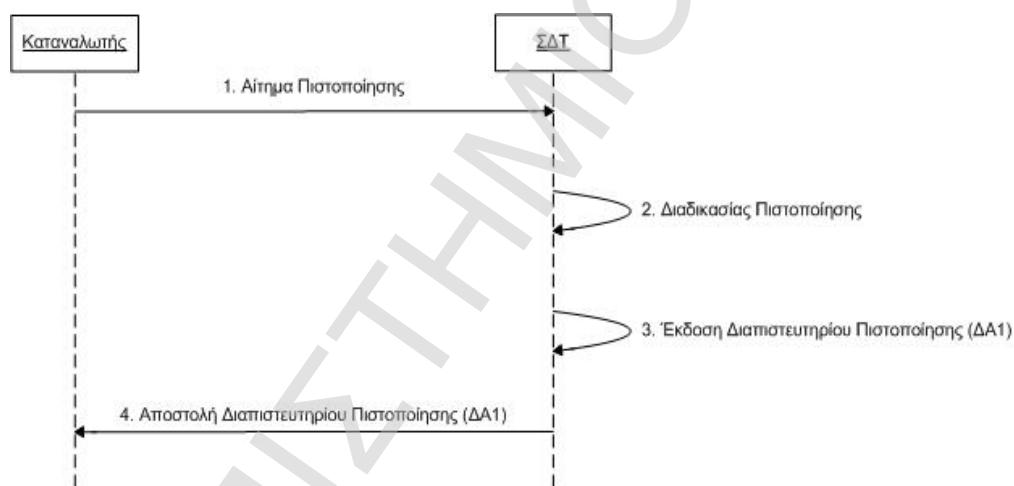 Καταναλωτής
ΣΔΤ
1. Αίτημα Πιστοποίησης
2. Διαδικασίας Πιστοποίησης
3. Έκδοση Διαπιστευτηρίου Πιστοποίησης (ΔΑ1)
4. Αποστολή Διαπιστευτηρίου Πιστοποίησης (ΔΑ1)